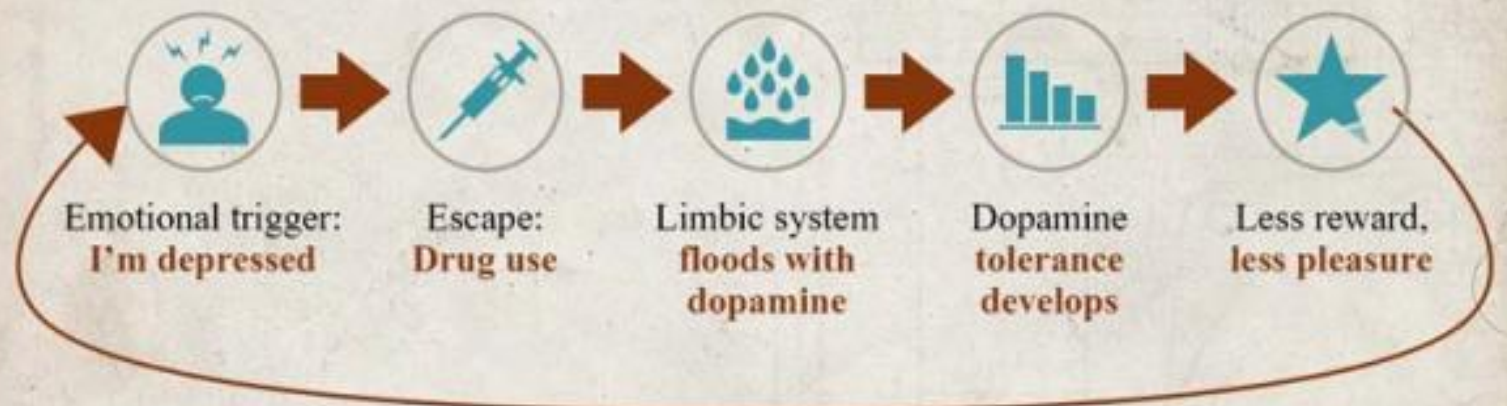 Emotional trigger:
I'm depressed
Escape:
Drug use
Limbic system
floods with
dopamine
Dopamine
tolerance
develops
Less reward,
less pleasure